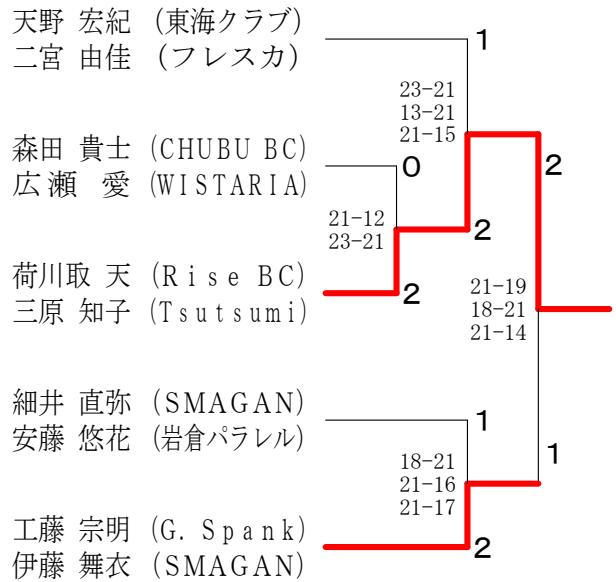 天野 宏紀 (東海クラブ)
二宮 由佳 (フレスカ)
1
23-21
13-21
21-15
森田 貴士 (CHUBU BC)
広瀬 愛 (WISTARIA)
0
2
21-12
23-21
2
荷川取 天 (Rise BC)
三原 知子 (Tsutsumi)
2
21-19
18-21
21-14
細井 直弥 (SMAGAN)
安藤 悠花 (岩倉パラレル)
1
1
18-21
21-16
21-17
工藤 宗明 (G. Spank)
伊藤 舞衣 (SMAGAN)
2